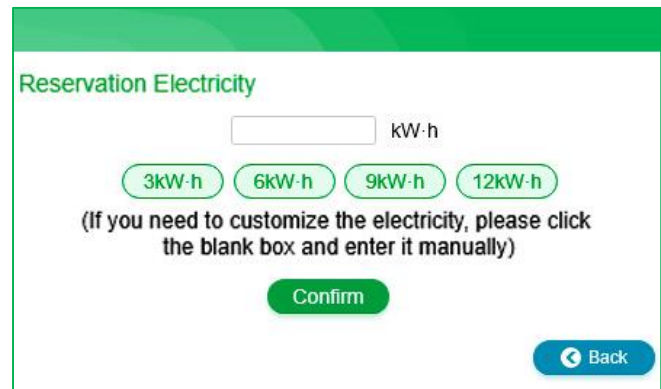 Reservation Electricity
kW·h
3kW·h 6kW·h 9kW·h 12kW·h
(If you need to customize the electricity, please click
the blank box and enter it manually)
Confirm
Back